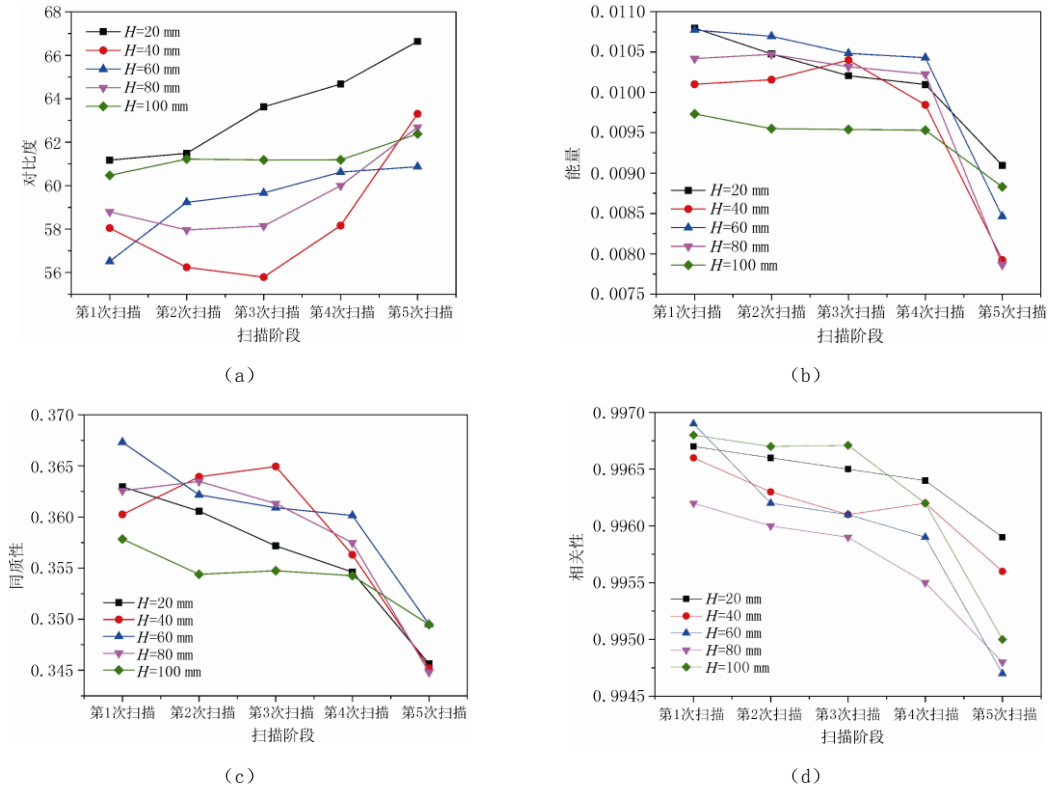 68
66
64
62
60
58
56
对比度
H=20 mm
H=40 mm
H=60 mm
H=80 mm
H=100 mm
第1次扫描 第2次扫描 第3次扫描 第4次扫描 第5次扫描
扫描阶段
(a)
0.0110
0.0105
0.0100
0.0095
0.0090
0.0085
0.0080
0.0075
能量
H=20 mm
H=40 mm
H=60 mm
H=80 mm
H=100 mm
第1次扫描 第2次扫描 第3次扫描 第4次扫描 第5次扫描
扫描阶段
(b)
0.370
0.365
0.360
0.355
0.350
0.345
同质性
H=20 mm
H=40 mm
H=60 mm
H=80 mm
H=100 mm
第1次扫描 第2次扫描 第3次扫描 第4次扫描 第5次扫描
扫描阶段
(c)
0.9970
0.9965
0.9960
0.9955
0.9950
0.9945
相关性
H=20 mm
H=40 mm
H=60 mm
H=80 mm
H=100 mm
第1次扫描 第2次扫描 第3次扫描 第4次扫描 第5次扫描
扫描阶段
(d)